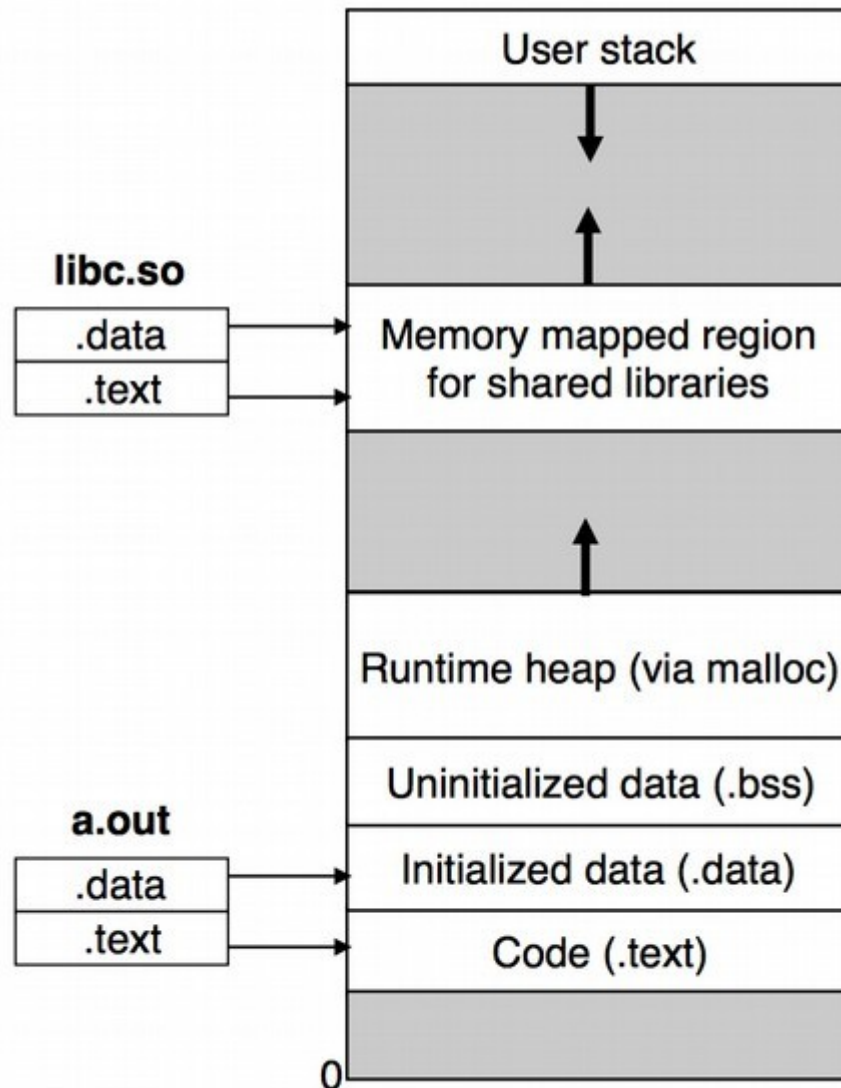 User stack
libc.so
.data
.text
Memory mapped region
for shared libraries
Runtime heap (via malloc)
Uninitialized data (.bss)
a.out
.data
.text
Initialized data (.data)
Code (.text)
0